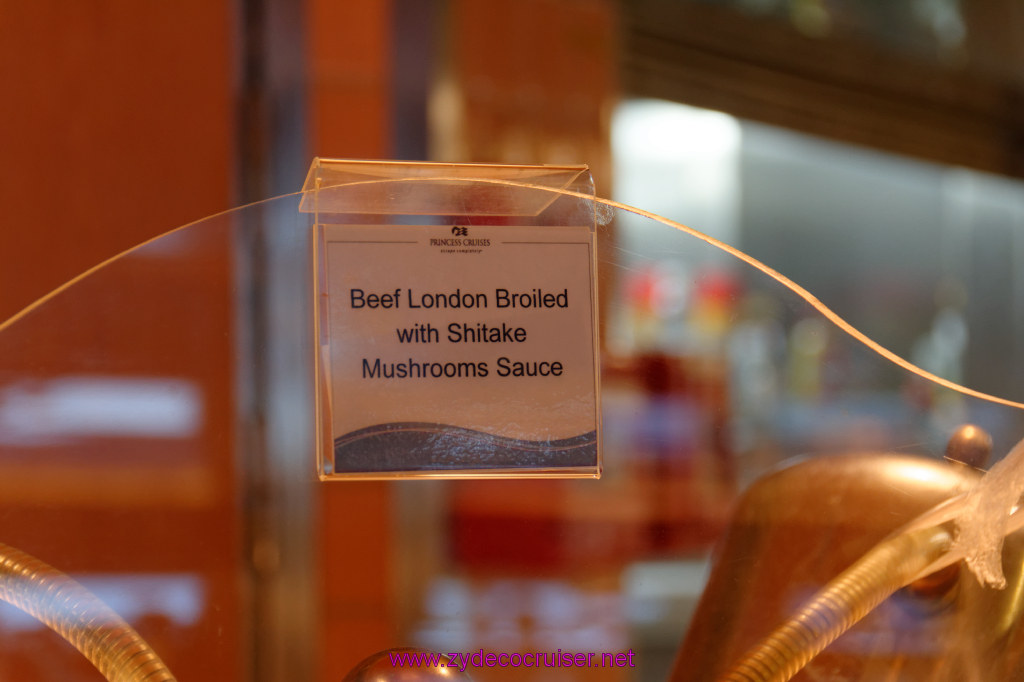 PRINCESS CRUISES
Beef London Broiled
with Shitake
Mushrooms Sauce
www.zydecocruiser.net